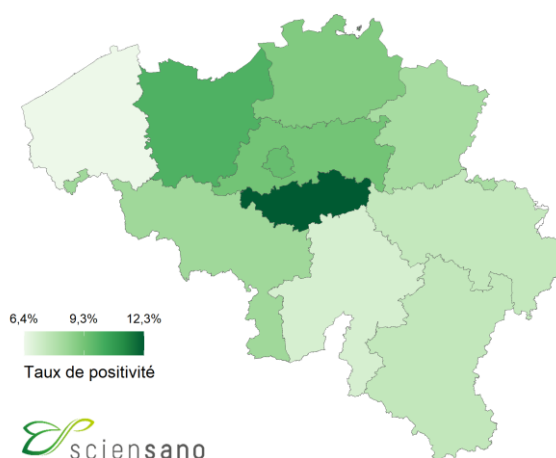 6,4% 9,3% 12,3%
Taux de positivité
sciensano